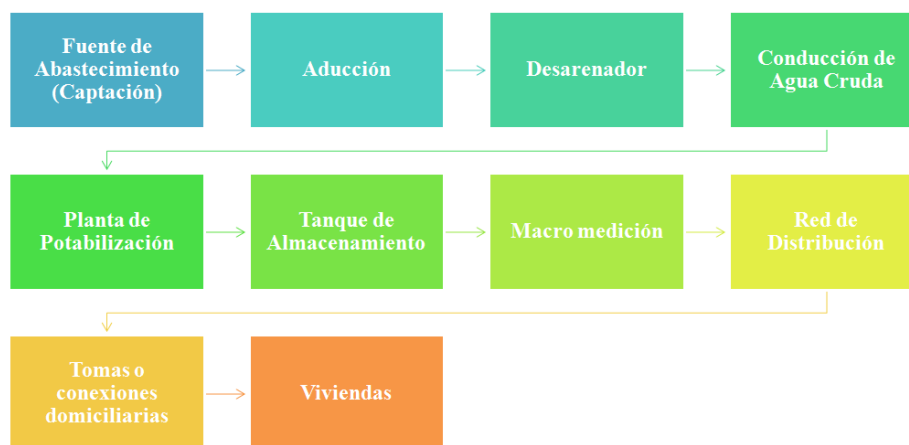 Fuente de
Abastecimiento
(Captación)
Aducción
Desarenador
Conducción de
Agua Cruda
Planta de
Potabilización
Tanque de
Almacenamiento
Macro medición
Red de
Distribución
Tomas o
conexiones
domiciliarias
Viviendas